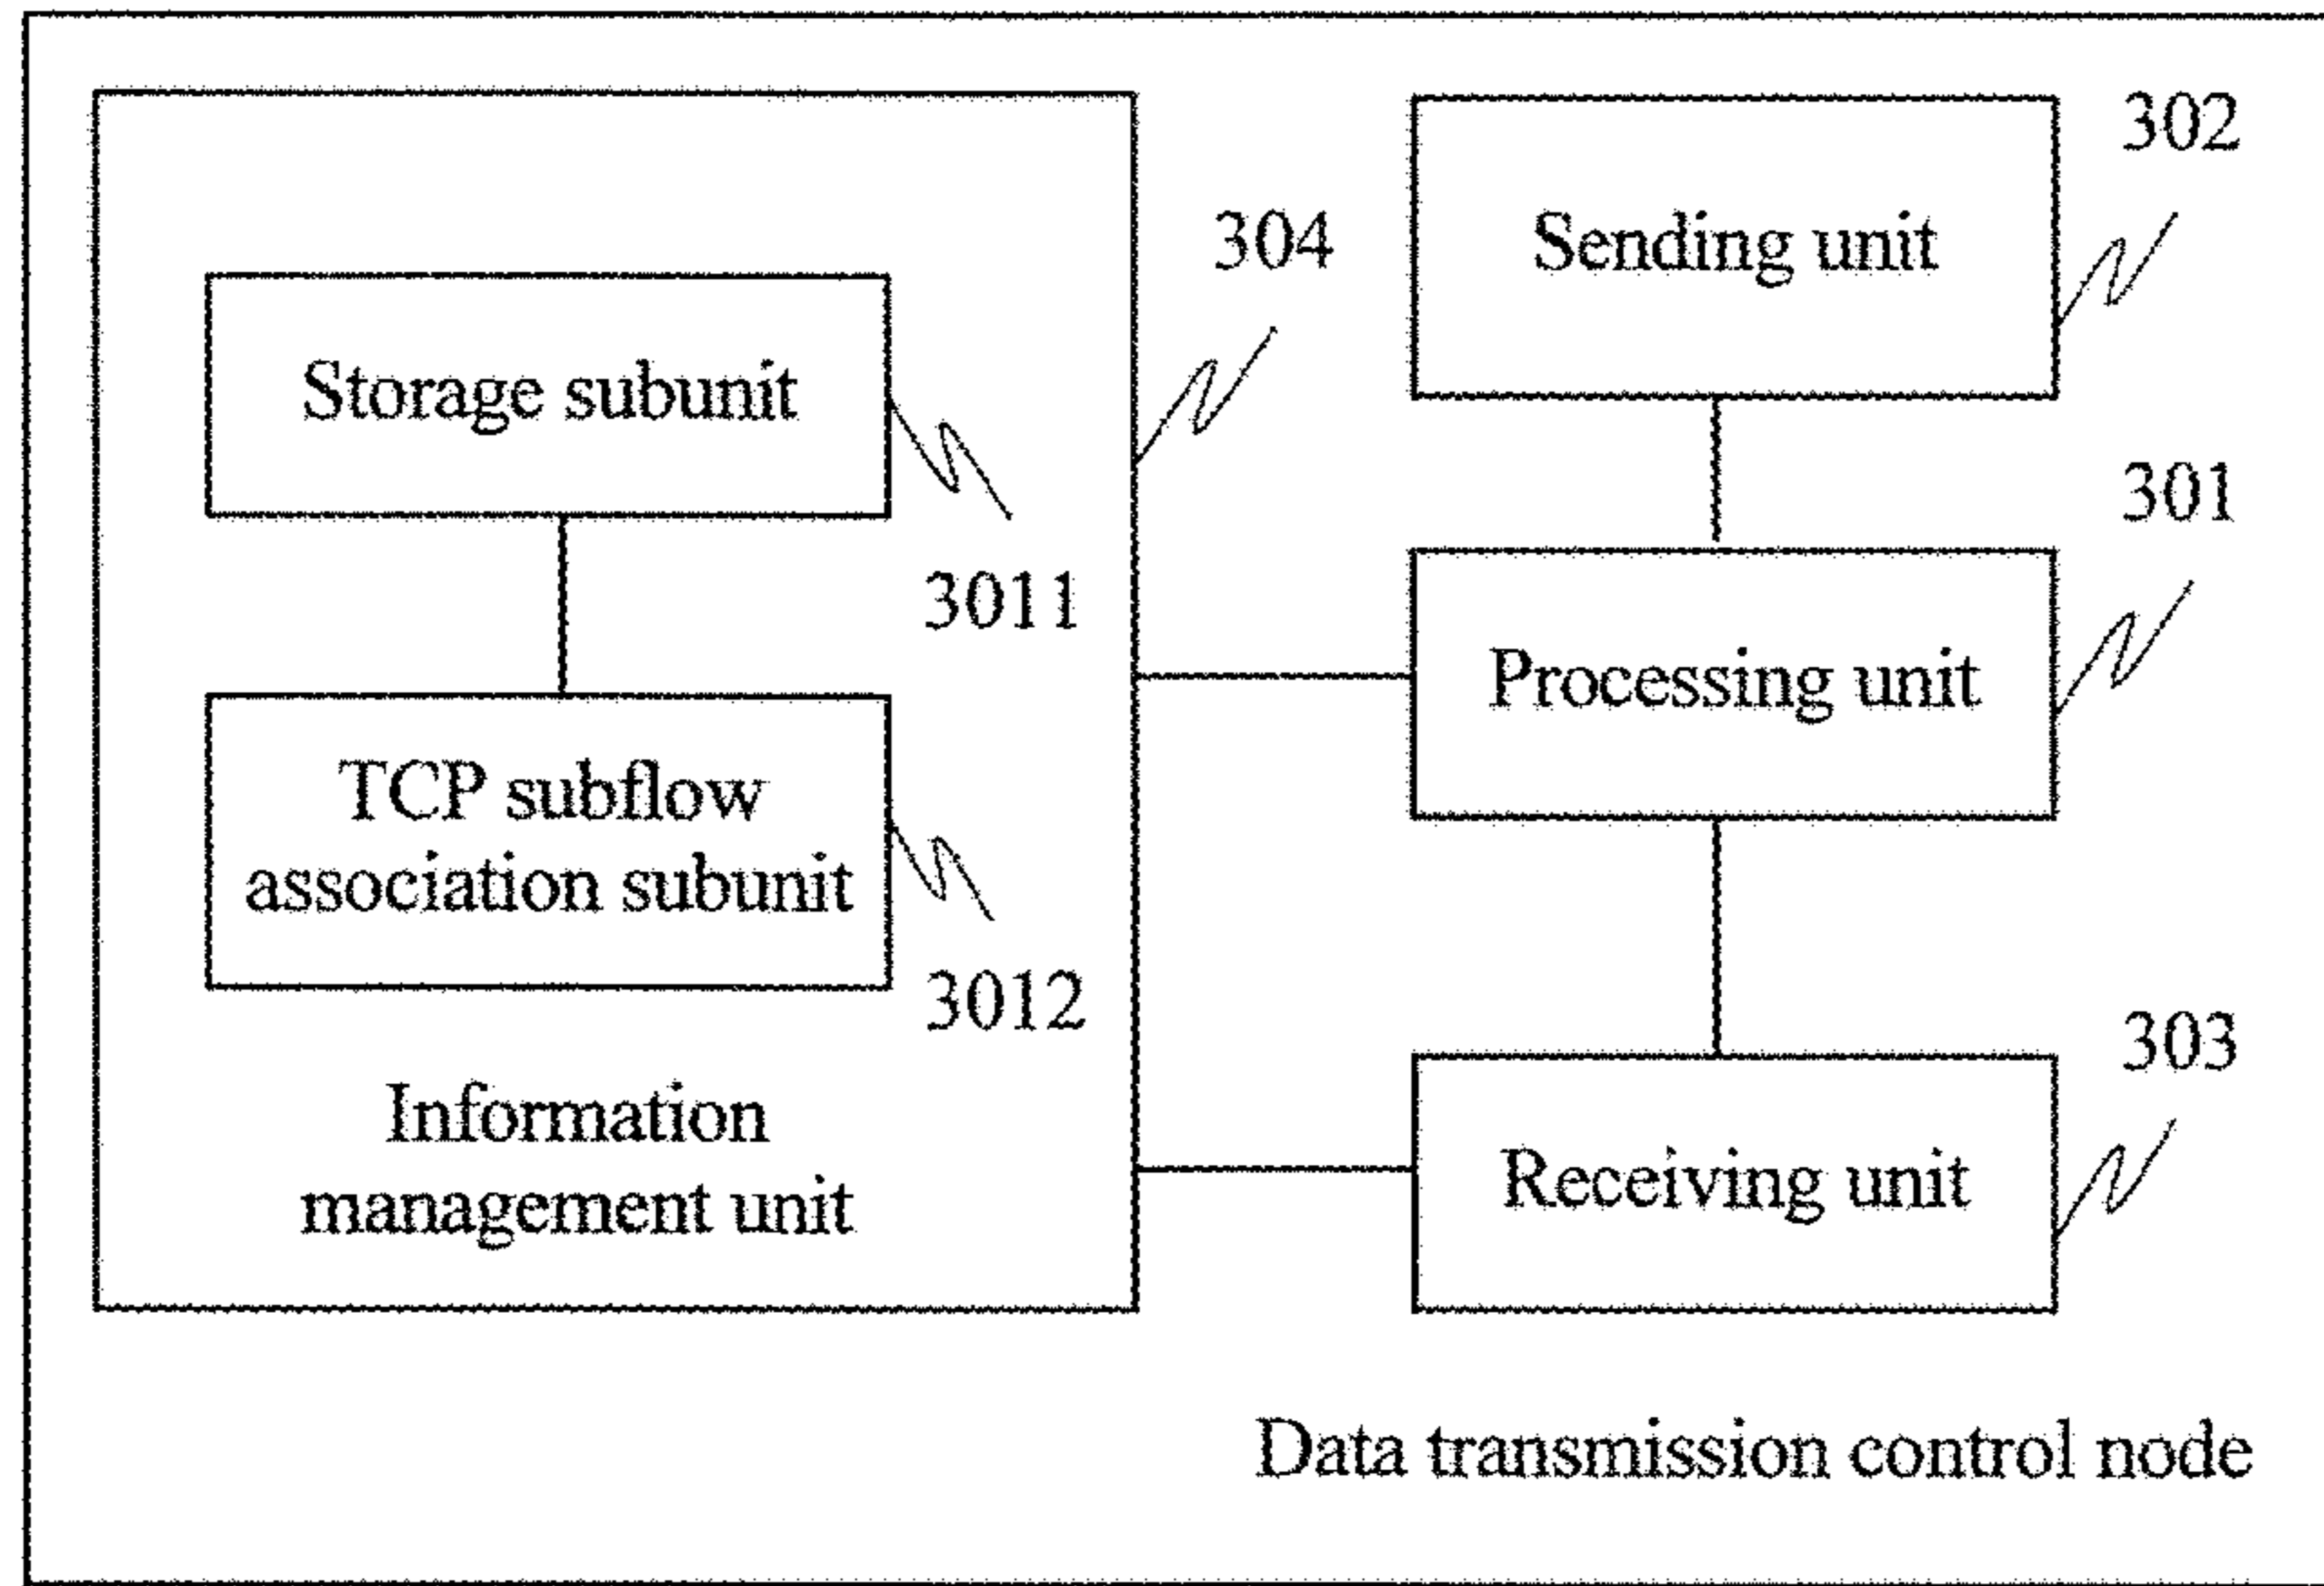 302
Sending unit
304
Storage subunit
3011
301
Processing unit
TCP subflow
association subunit
3012
303
Receiving unit
Information
management unit
Data transmission control node